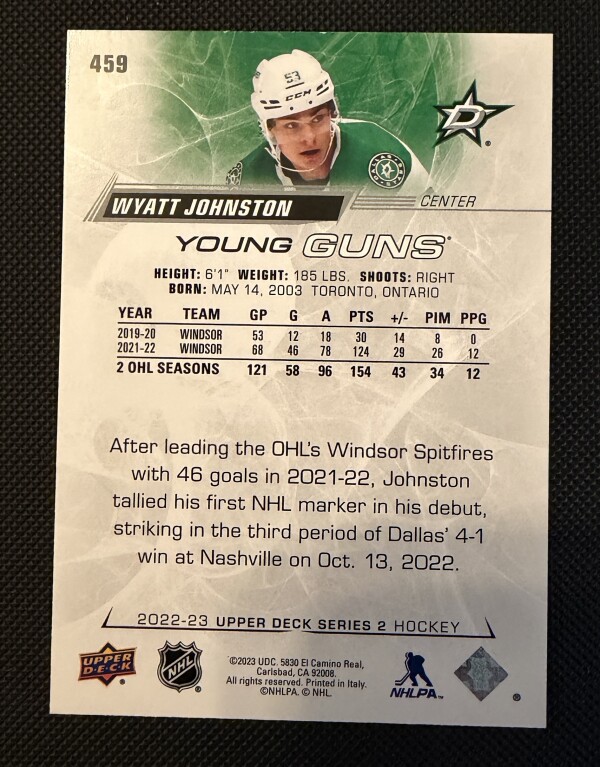 459
53
CCM
D
DALLAS STARS
WYATT JOHNSTON
CENTER
YOUNG GUNS®
HEIGHT: 6'1" WEIGHT: 185 LBS. SHOOTS: RIGHT
BORN: MAY 14, 2003 TORONTO, ONTARIO
YEAR TEAM GP G A PTS +/- PIM PPG
2019-20 WINDSOR 53 12 18 30 14 8 0
2021-22 WINDSOR 68 46 78 124 29 26 12
2 OHL SEASONS 121 58 96 154 43 34 12
After leading the OHL's Windsor Spitfires
with 46 goals in 2021-22, Johnston
tallied his first NHL marker in his debut,
striking in the third period of Dallas' 4-1
win at Nashville on Oct. 13, 2022.
2022-23 UPPER DECK SERIES 2 HOCKEY
UPPER
D·E·C·K
NHL
©2023 UDC. 5830 El Camino Real,
Carlsbad, CA 92008.
All rights reserved. Printed in Italy.
©NHLPA. © NHL.
NHLPA™